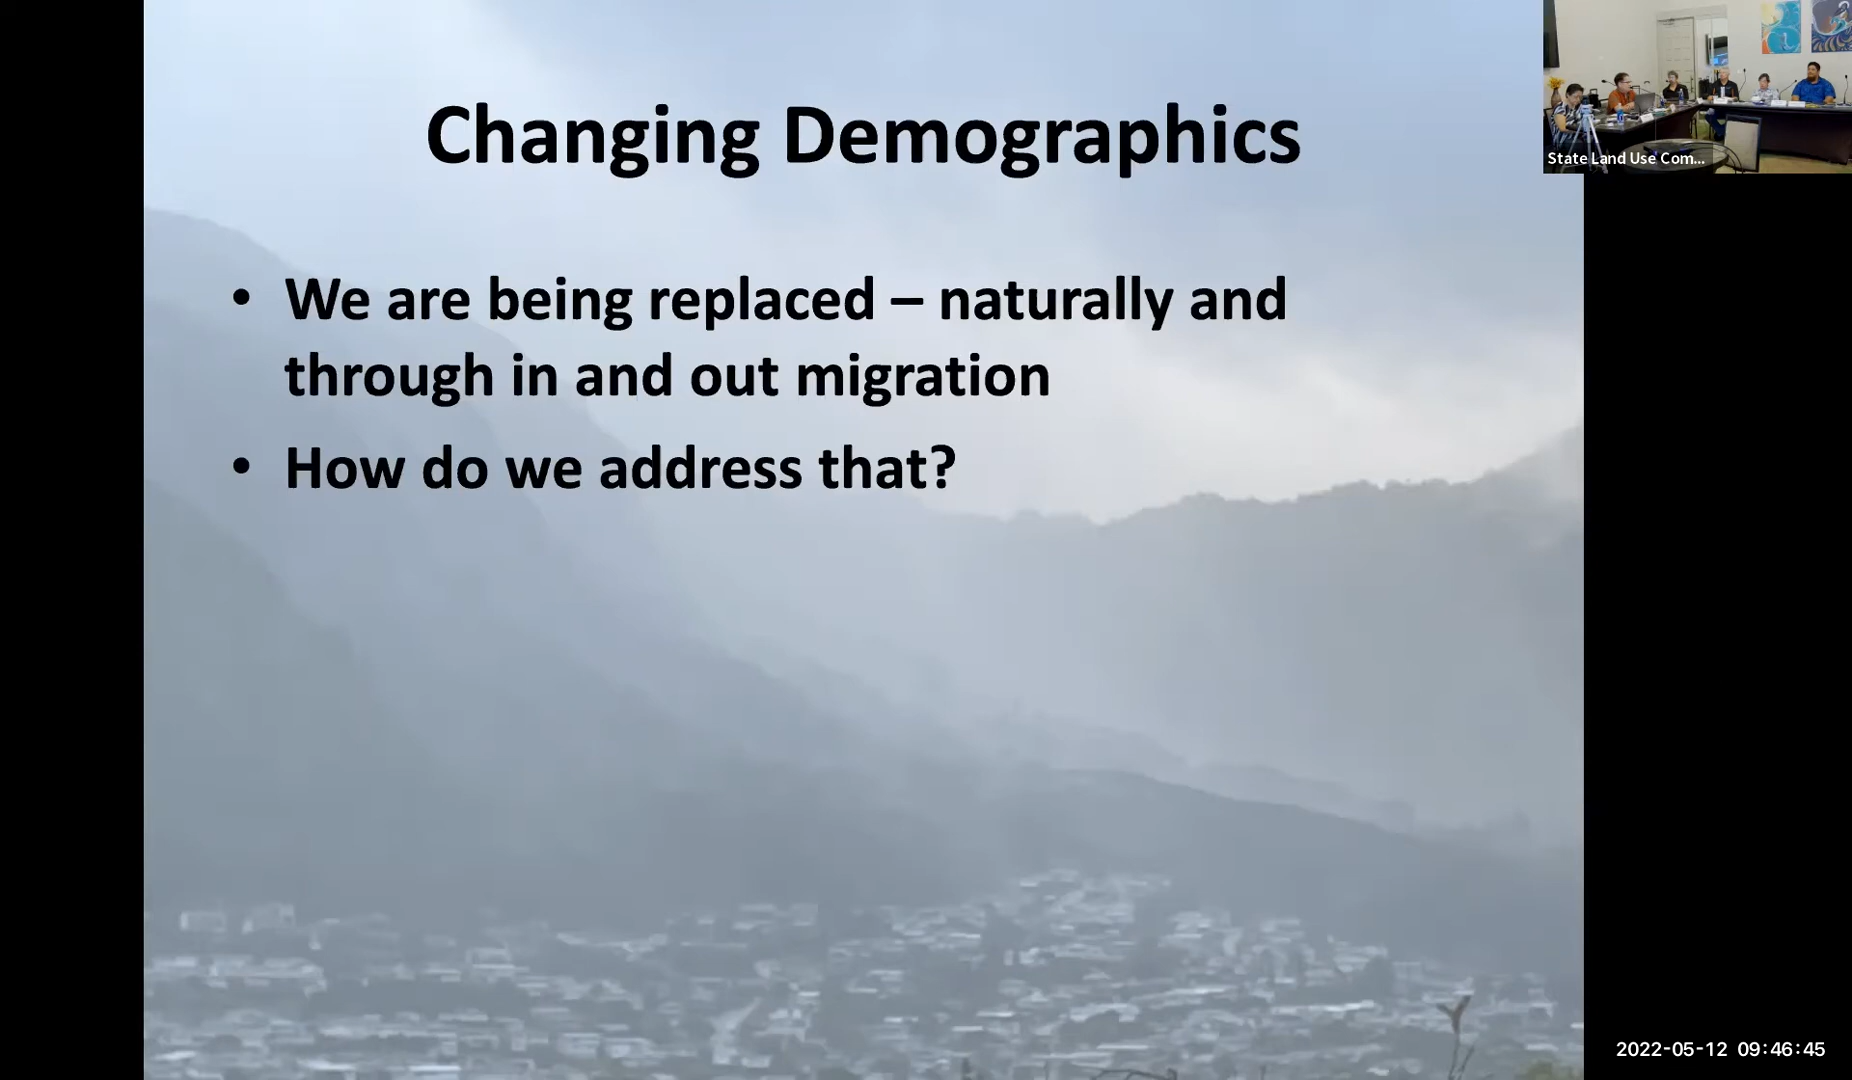 Changing Demographics
• We are being replaced – naturally and
through in and out migration
• How do we address that?
State Land Use Com...
2022-05-12 09:46:45